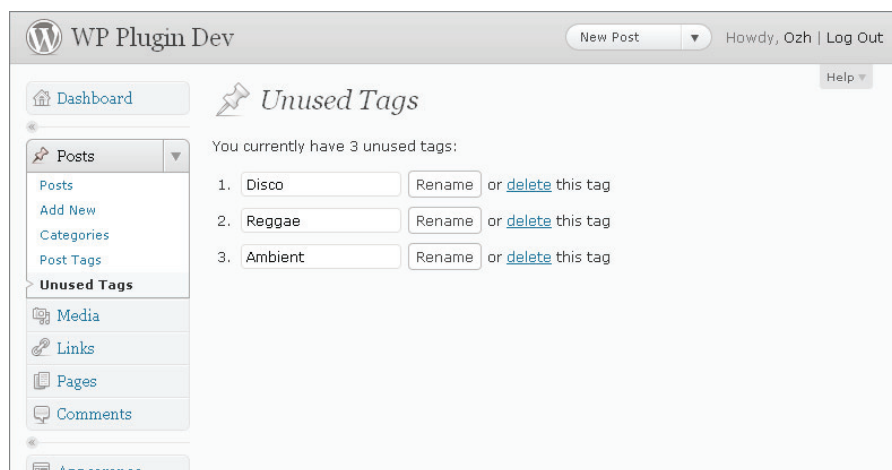 WP Plugin Dev
New Post
Howdy, Ozh | Log Out
Help
Dashboard
Unused Tags
Posts
You currently have 3 unused tags:
Posts
Add New
Categories
Post Tags
Unused Tags
1. Disco Rename or delete this tag
2. Reggae Rename or delete this tag
3. Ambient Rename or delete this tag
Media
Links
Pages
Comments